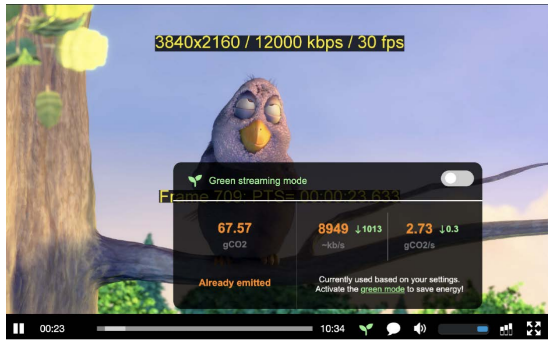 3840x2160 / 12000 kbps / 30 fps
Green streaming mode
Frame 709: PTS= 00:00:23.633
67.57
gCO2
8949 ↓1013
~kb/s
2.73 ↓0.3
gCO2/s
Already emitted
Currently used based on your settings.
Activate the green mode to save energy!
00:23
10:34